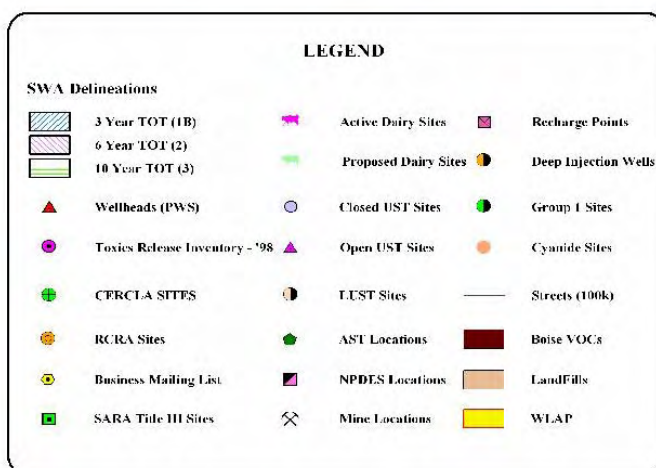 LEGEND
SWA Delineations
3 Year TOT (1B)
6 Year TOT (2)
10 Year TOT (3)
Wellheads (PWS)
Toxics Release Inventory - '98
CERCLA SITES
RCRA Sites
Business Mailing List
SARA Title III Sites
Active Dairy Sites
Proposed Dairy Sites
Closed UST Sites
Open UST Sites
LUST Sites
AST Locations
NPDES Locations
Mine Locations
Recharge Points
Deep Injection Wells
Group 1 Sites
Cyanide Sites
Streets (100k)
Boise VOCs
LandFills
WLAP